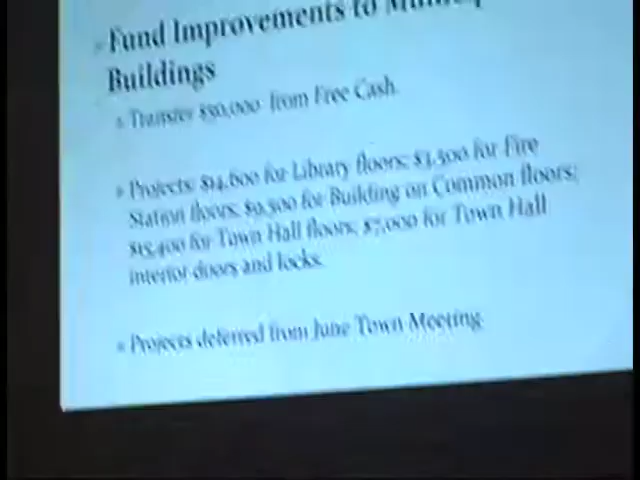 Fund Improvements to
Buildings
Transfer $50,000 from Free Cash.
Projects: $14,600 for Library floors; $3,500 for Fire
Station floors; $9,500 for Building on Common floors;
$15,400 for Town Hall floors; $7,000 for Town Hall
interior doors and locks.
Projects deferred from June Town Meeting.